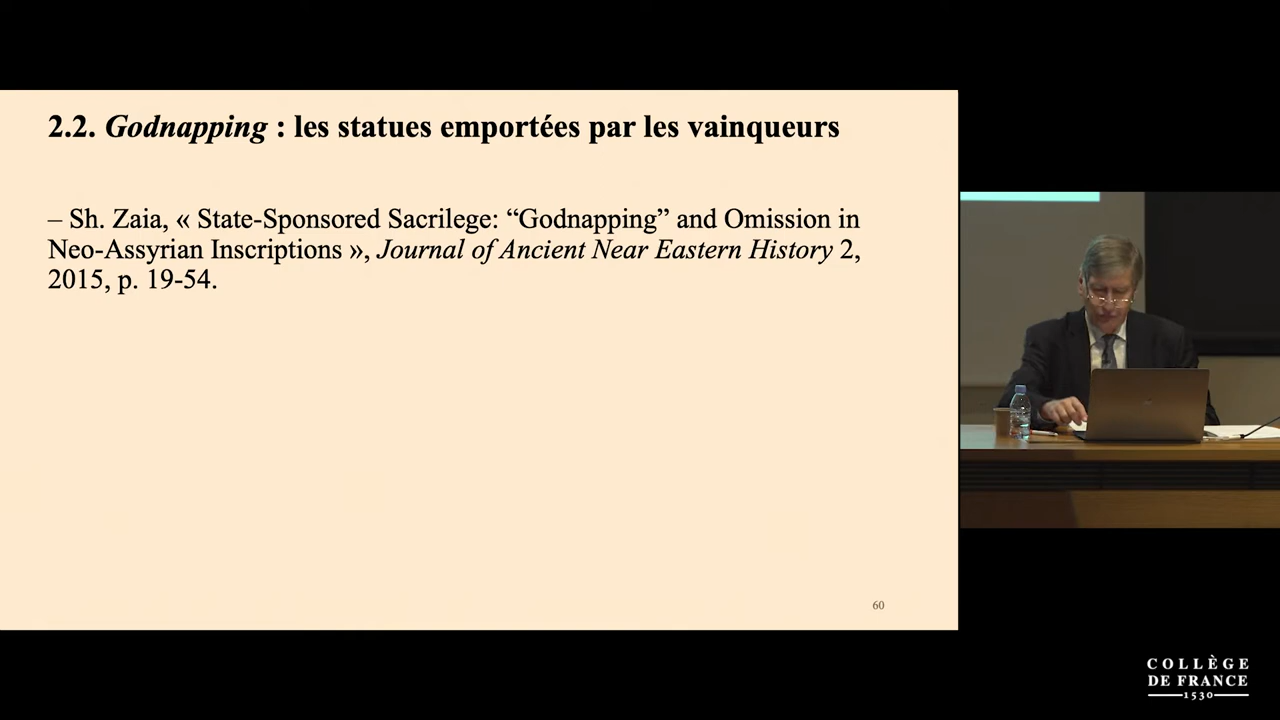 2.2. Godnapping : les statues emportées par les vainqueurs
– Sh. Zaia, « State-Sponsored Sacrilege: “Godnapping” and Omission in
Neo-Assyrian Inscriptions », Journal of Ancient Near Eastern History 2,
2015, p. 19-54.
60
COLLÈGE
DE FRANCE
1530